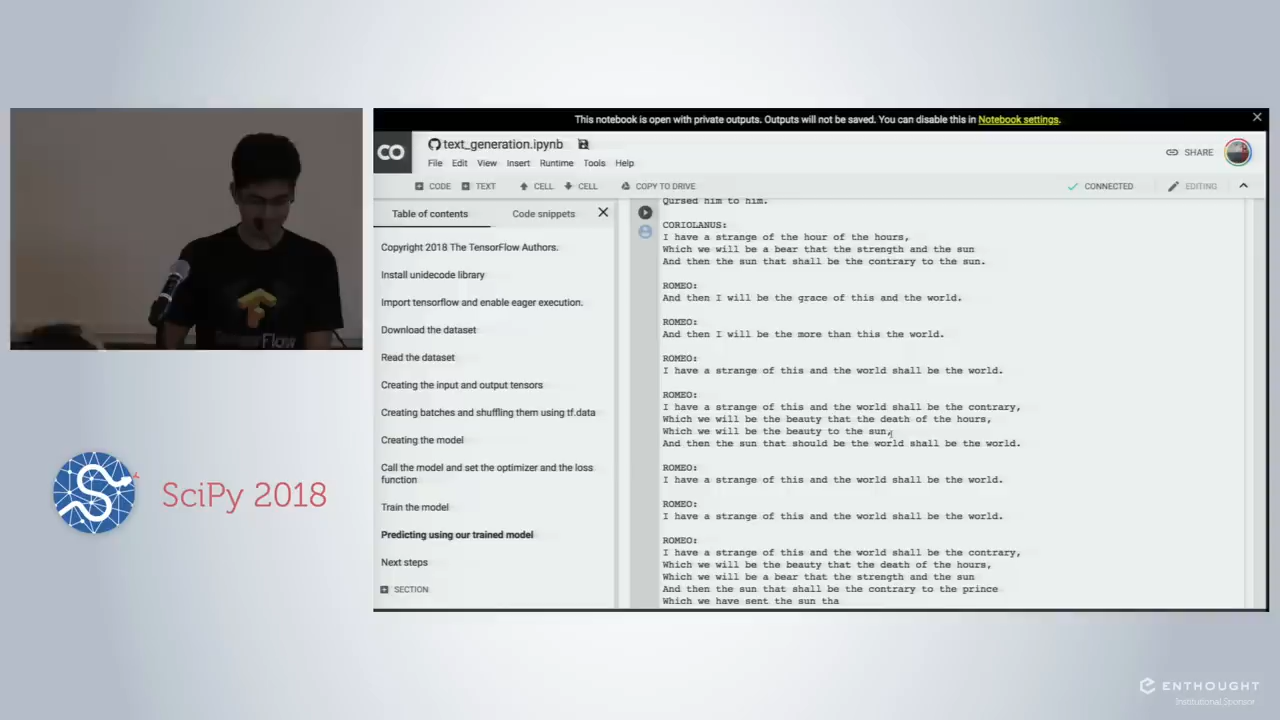 This notebook is open with private outputs. Outputs will not be saved. You can disable this in Notebook settings.
CO
text_generation.ipynb
SHARE
File Edit View Insert Runtime Tools Help
CODE TEXT CELL CELL COPY TO DRIVE CONNECTED EDITING
Table of contents Code snippets
Copyright 2018 The TensorFlow Authors.
Install unidecode library
Import tensorflow and enable eager execution.
Download the dataset
Read the dataset
Creating the input and output tensors
Creating batches and shuffling them using tf.data
Creating the model
Call the model and set the optimizer and the loss
function
Train the model
Predicting using our trained model
Next steps
SECTION
Qursed him to him.
CORIOLANUS:
I have a strange of the hour of the hours,
Which we will be a bear that the strength and the sun
And then the sun that shall be the contrary to the sun.
ROMEO:
And then I will be the grace of this and the world.
ROMEO:
And then I will be the more than this the world.
ROMEO:
I have a strange of this and the world shall be the world.
ROMEO:
I have a strange of this and the world shall be the contrary,
Which we will be the beauty that the death of the hours,
Which we will be the beauty to the sun,
And then the sun that should be the world shall be the world.
ROMEO:
I have a strange of this and the world shall be the world.
ROMEO:
I have a strange of this and the world shall be the world.
ROMEO:
I have a strange of this and the world shall be the contrary,
Which we will be the beauty that the death of the hours,
Which we will be a bear that the strength and the sun
And then the sun that shall be the contrary to the prince
Which we have sent the sun tha
Flow
SciPy 2018
ENTHOUGHT
Institutional Sponsor